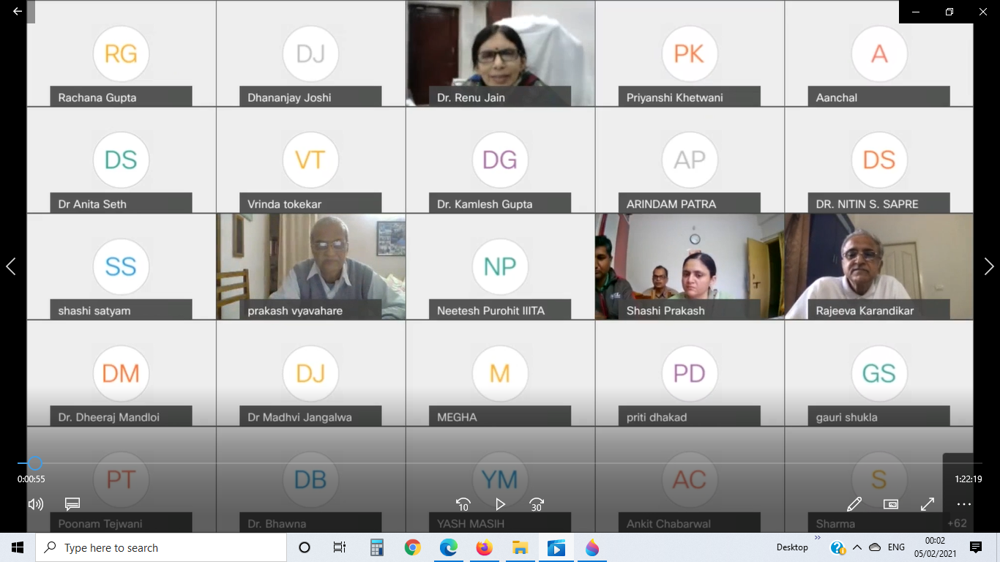 RG
Rachana Gupta
DJ
Dhananjay Joshi
Dr. Renu Jain
PK
Priyanshi Khetwani
A
Aanchal
DS
Dr Anita Seth
VT
Vrinda tokekar
DG
Dr. Kamlesh Gupta
AP
ARINDAM PATRA
DS
DR. NITIN S. SAPRE
SS
shashi satyam
prakash vyavahare
NP
Neetesh Purohit IIITA
Shashi Prakash
Rajeeva Karandikar
DM
Dr. Dheeraj Mandloi
DJ
Dr Madhvi Jangalwa
M
MEGHA
PD
priti dhakad
GS
gauri shukla
PT
Poonam Tejwani
DB
Dr. Bhawna
YM
YASH MASIH
AC
Ankit Chabarwal
S
Sharma
+62
0:00:55
1:22:19
10
30
Type here to search
Desktop
ENG
00:02
05/02/2021